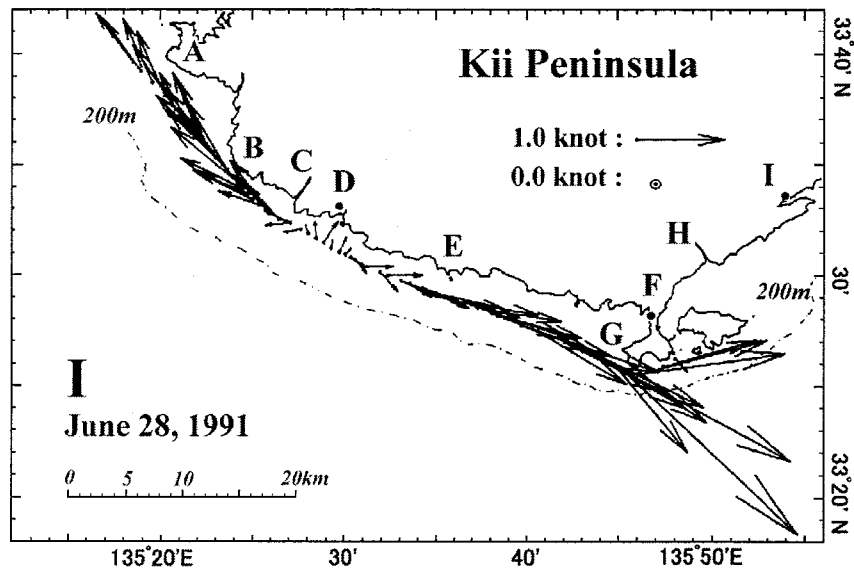 A
33°40' N
Kii Peninsula
200m
1.0 knot :
B
C
0.0 knot :
I
D
E
H
30'
F
200m
G
I
June 28, 1991
0 5 10 20km
33°20' N
135°20'E 30' 40' 135°50'E